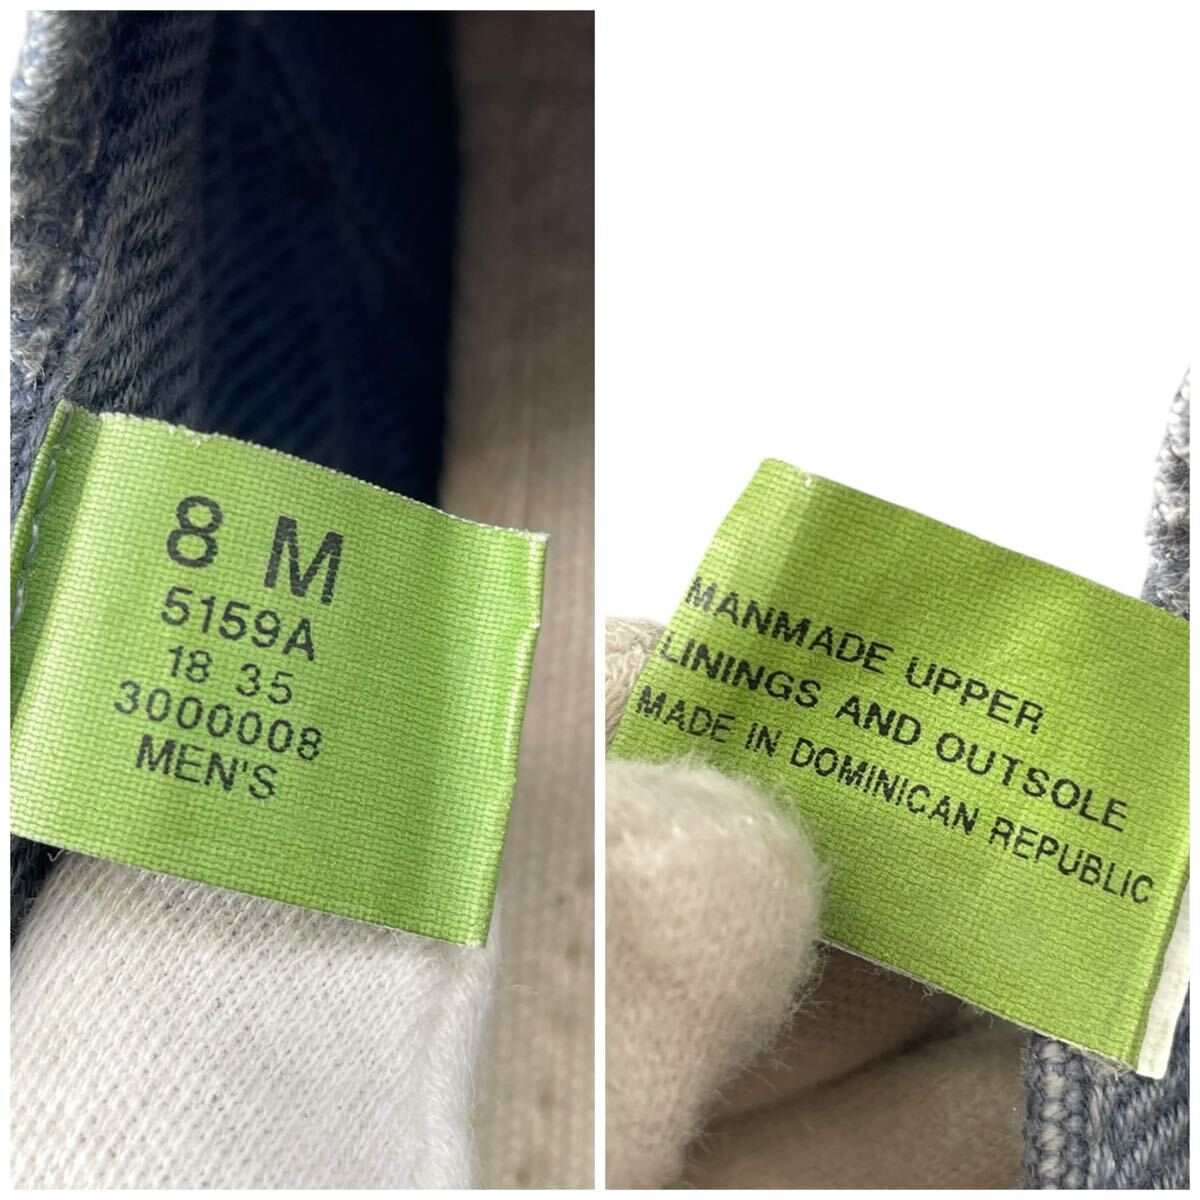 8 M
5159A
18 35
3000008
MEN'S
MANMADE UPPER
LININGS AND OUTSOLE
MADE IN DOMINICAN REPUBLIC